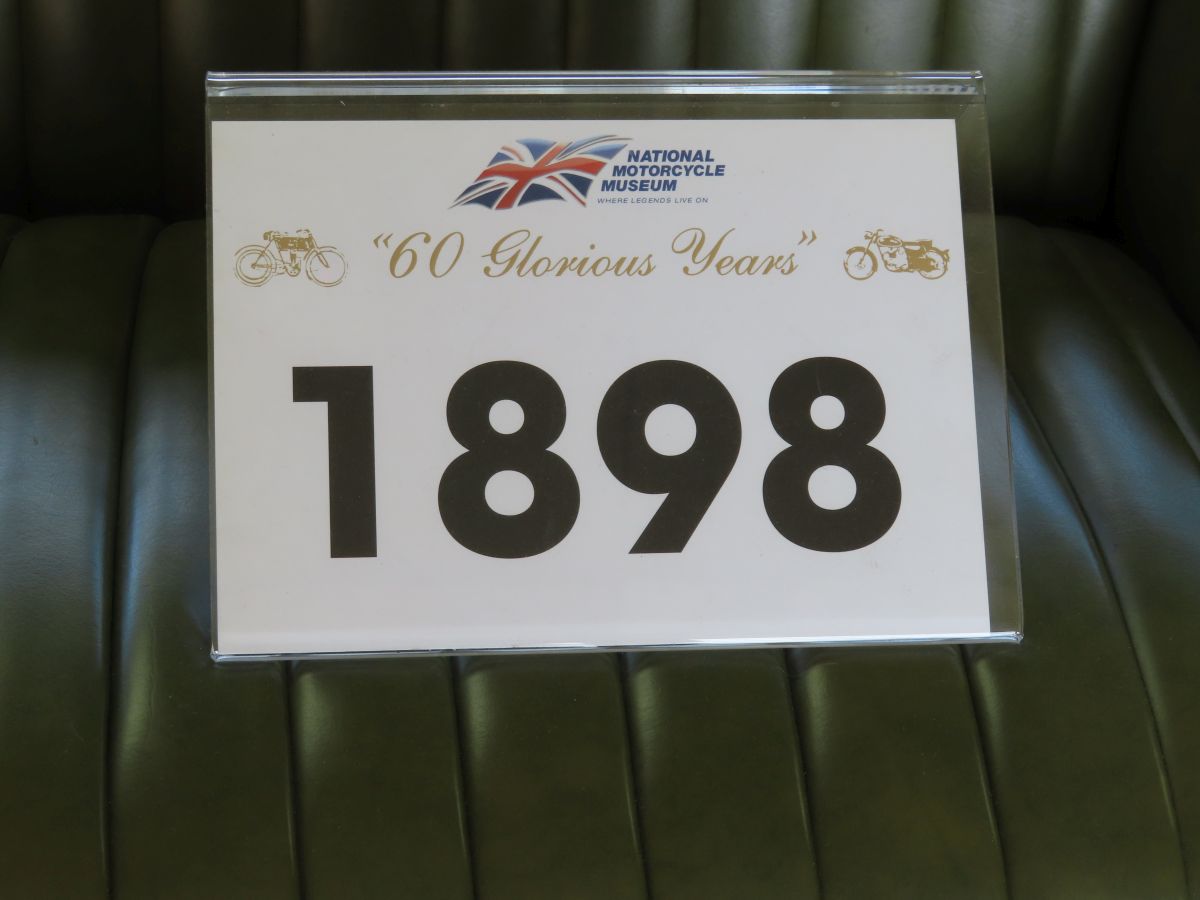 NATIONAL
MOTORCYCLE
MUSEUM
WHERE LEGENDS LIVE ON
“60 Glorious Years”
1898